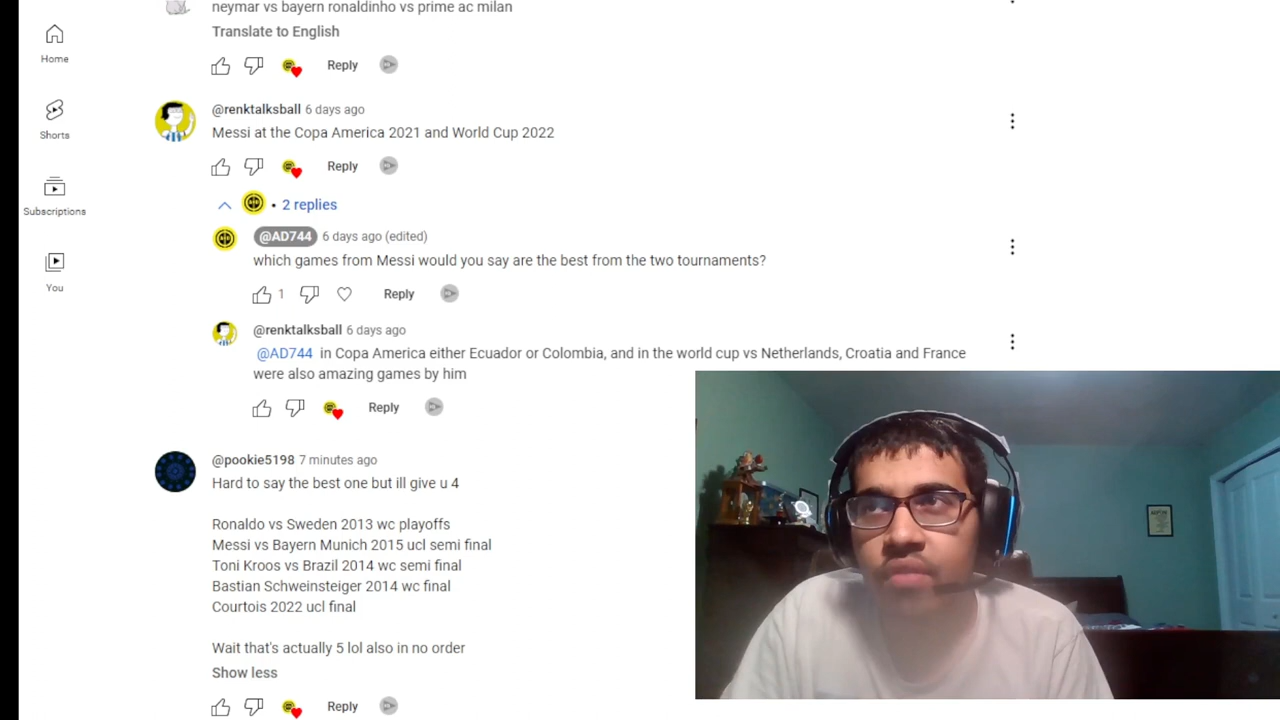 neymar vs bayern ronaldinho vs prime ac milan
Translate to English
Reply
Home
@renktalksball 6 days ago
Messi at the Copa America 2021 and World Cup 2022
Shorts
Reply
Subscriptions
• 2 replies
@AD744 6 days ago (edited)
which games from Messi would you say are the best from the two tournaments?
You
1 Reply
@renktalksball 6 days ago
@AD744 in Copa America either Ecuador or Colombia, and in the world cup vs Netherlands, Croatia and France
were also amazing games by him
Reply
@pookie5198 7 minutes ago
Hard to say the best one but ill give u 4
Ronaldo vs Sweden 2013 wc playoffs
Messi vs Bayern Munich 2015 ucl semi final
Toni Kroos vs Brazil 2014 wc semi final
Bastian Schweinsteiger 2014 wc final
Courtois 2022 ucl final
Wait that's actually 5 lol also in no order
Show less
Reply